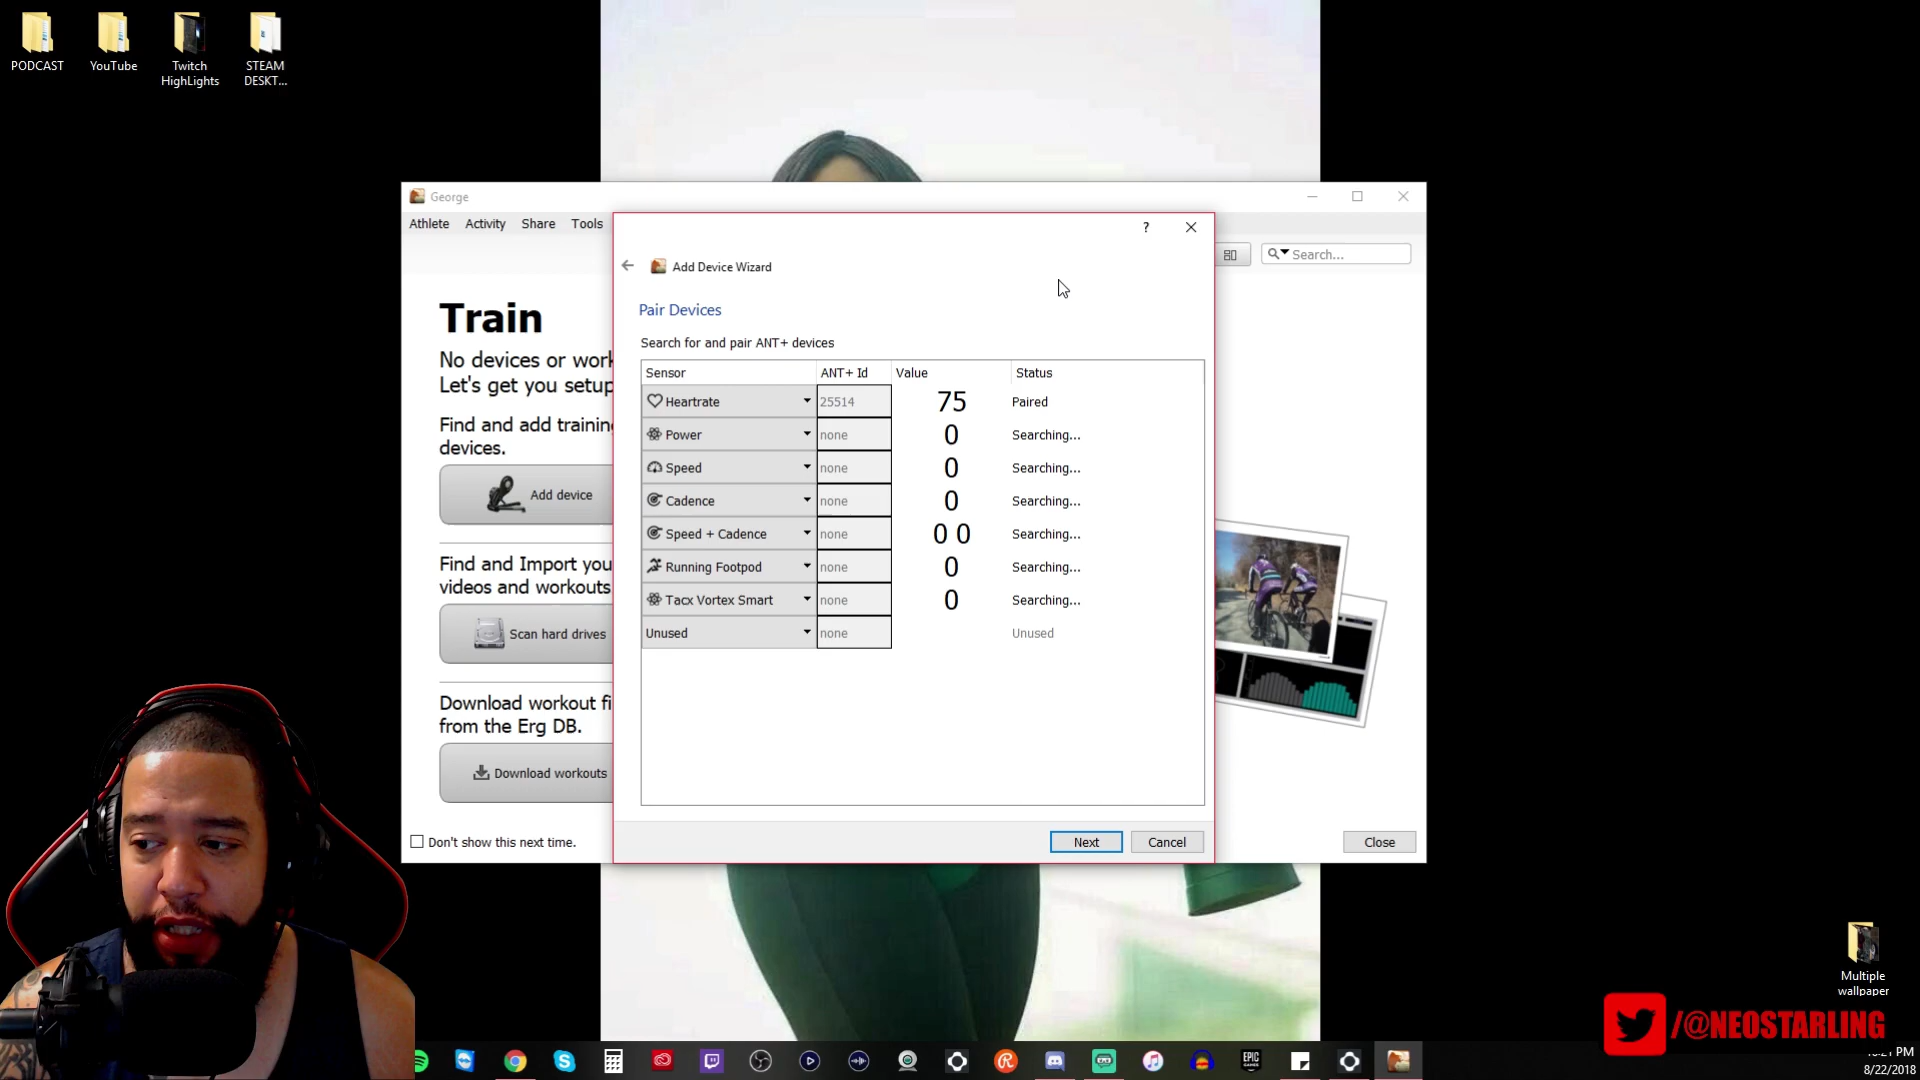 PODCAST
YouTube
Twitch
HighLights
STEAM
DESKT...
George
Athlete
Activity
Share
Tools
?
Search...
Add Device Wizard
Pair Devices
Search for and pair ANT+ devices
Sensor
ANT+ Id
Value
Status
Heartrate
25514
75
Paired
Power
none
0
Searching...
Speed
none
0
Searching...
Cadence
none
0
Searching...
Speed + Cadence
none
0 0
Searching...
Running Footpod
none
0
Searching...
Tacx Vortex Smart
none
0
Searching...
Unused
none
Unused
Next
Cancel
Train
No devices or work
Let's get you setup
Find and add training
devices.
Add device
Find and Import you
videos and workouts
Scan hard drives
Download workout fi
from the Erg DB.
Download workouts
Don't show this next time.
Close
Multiple
wallpaper
/@NEOSTARLING
EPIC
GAMES
PM
8/22/2018